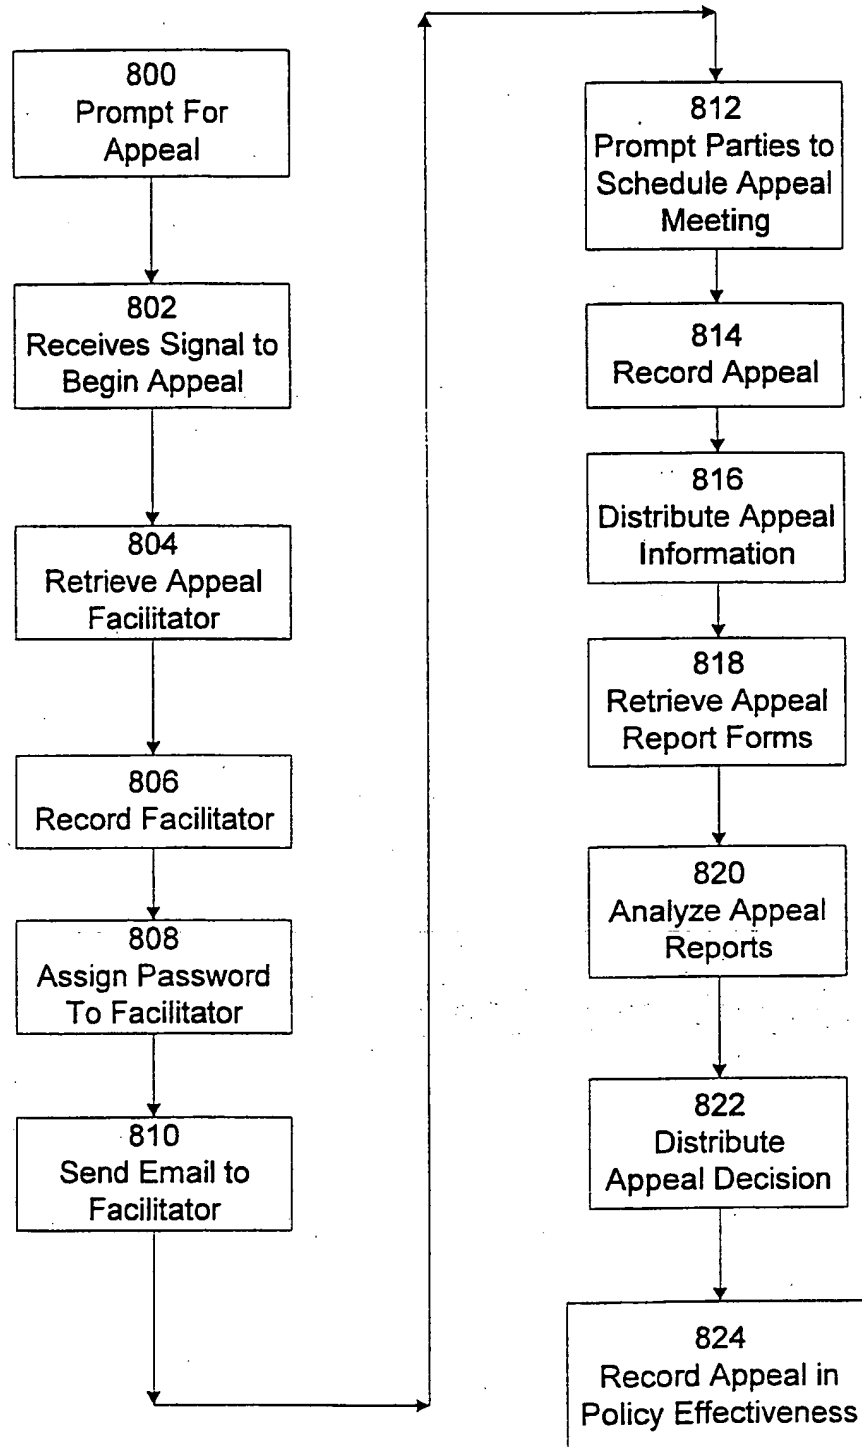 800
Prompt For
Appeal
802
Receives Signal to
Begin Appeal
804
Retrieve Appeal
Facilitator
806
Record Facilitator
808
Assign Password
To Facilitator
810
Send Email to
Facilitator
812
Prompt Parties to
Schedule Appeal
Meeting
814
Record Appeal
816
Distribute Appeal
Information
818
Retrieve Appeal
Report Forms
820
Analyze Appeal
Reports
822
Distribute
Appeal Decision
824
Record Appeal in
Policy Effectiveness